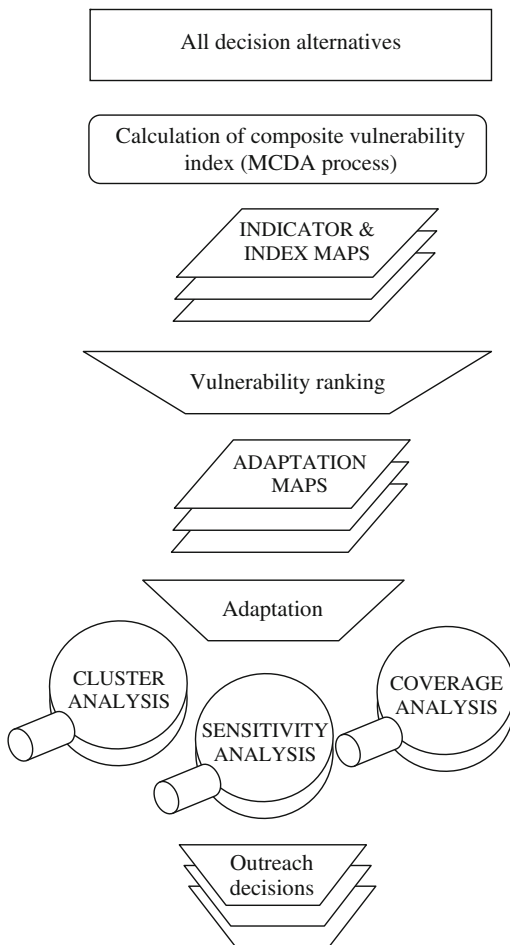 All decision alternatives
Calculation of composite vulnerability
index (MCDA process)
INDICATOR &
INDEX MAPS
Vulnerability ranking
ADAPTATION
MAPS
Adaptation
CLUSTER
ANALYSIS
SENSITIVITY
ANALYSIS
COVERAGE
ANALYSIS
Outreach
decisions